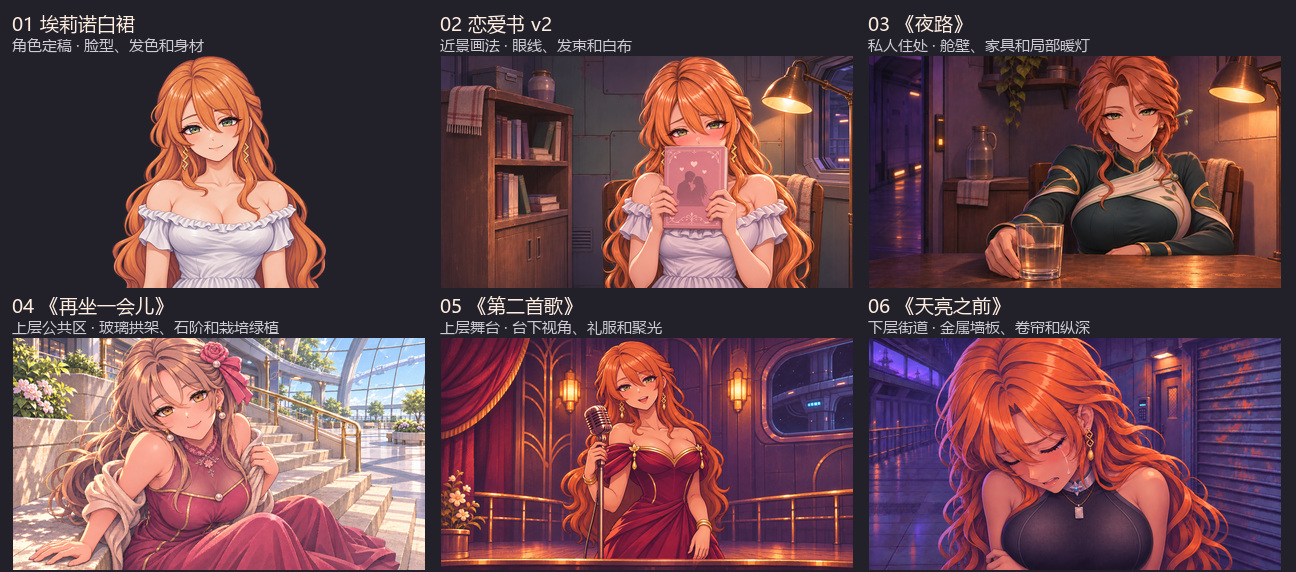 01 埃莉诺白裙
角色定稿 · 脸型、发色和身材
02 恋爱书 v2
近景画法 · 眼线、发束和白布
03 《夜路》
私人住处 · 舱壁、家具和局部暖灯
04 《再坐一会儿》
上层公共区 · 玻璃拱架、石阶和栽培绿植
05 《第二首歌》
上层舞台 · 台下视角、礼服和聚光
06 《天亮之前》
下层街道 · 金属墙板、卷帘和纵深